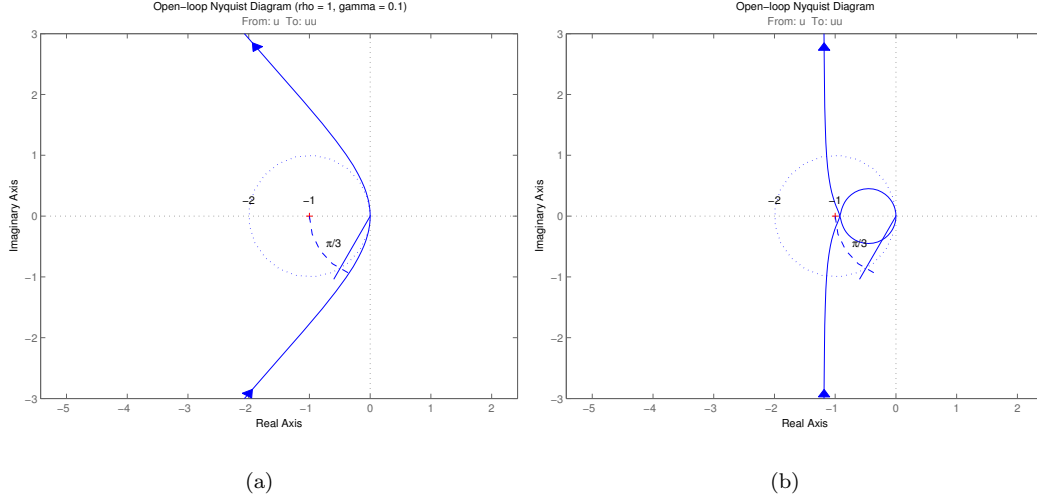 Open−loop Nyquist Diagram (rho = 1, gamma = 0.1)
From: u  To: uu
3
2
1
0
−1
−2
−3
Imaginary Axis
−2
−1
π/3
−5
−4
−3
−2
−1
0
1
2
Real Axis
(a)
Open−loop Nyquist Diagram
From: u  To: uu
3
2
1
0
−1
−2
−3
Imaginary Axis
−2
−1
π/3
−5
−4
−3
−2
−1
0
1
2
Real Axis
(b)